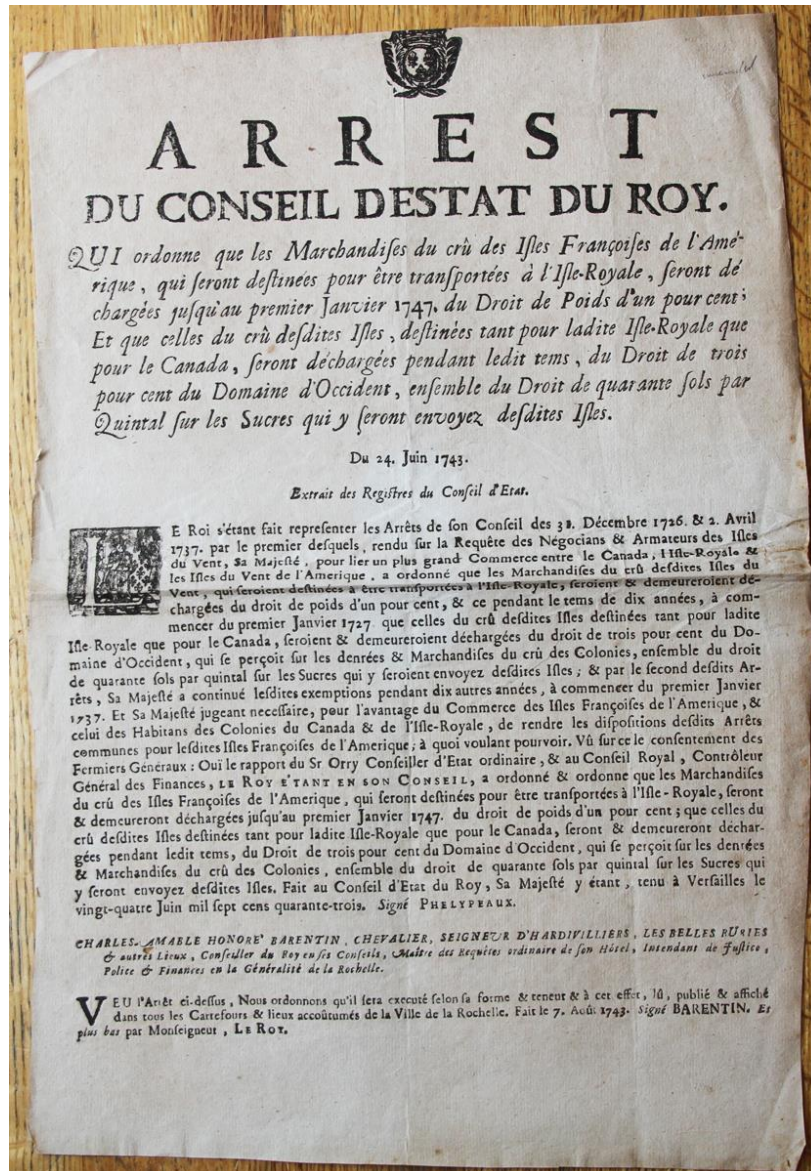 ARREST
DU CONSEIL DESTAT DU ROY.
QUI ordonne que les Marchandiſes du crû des Iſles Françoiſes de l'Amé-
rique, qui ſeront deſtinées pour être tranſportées à l'Iſle-Royale, ſeront dé
chargées juſqu'au premier Janvier 1747. du Droit de Poids d'un pour cent;
Et que celles du crû deſdites Iſles, deſtinées tant pour ladite Iſle-Royale que
pour le Canada, ſeront déchargées pendant ledit tems, du Droit de trois
pour cent du Domaine d'Occident, enſemble du Droit de quarante ſols par
Quintal ſur les Sucres qui y ſeront envoyez deſdites Iſles.
Du 24. Juin 1743.
Extrait des Regiſtres du Conſeil d'Etat.
LE Roi s'étant fait repreſenter les Arrêts de ſon Conſeil des 31. Décembre 1726. & 2. Avril
1737. par le premier deſquels, rendu ſur la Requête des Négocians & Armateurs des Iſles
du Vent, Sa Majeſté, pour lier un plus grand Commerce entre le Canada, l'Iſle-Royale &
les Iſles du Vent de l'Amerique, a ordonné que les Marchandiſes du crû deſdites Iſles du
Vent, qui ſeroient deſtinées à être tranſportées à l'Iſle-Royale, ſeroient & demeureroient dé-
chargées du droit de poids d'un pour cent, & ce pendant le tems de dix années, à com-
mencer du premier Janvier 1727. que celles du crû deſdites Iſles deſtinées tant pour ladite
Iſle-Royale que pour le Canada, ſeroient & demeureroient déchargées du droit de trois pour cent du Do-
maine d'Occident, qui ſe perçoit ſur les denrées & Marchandiſes du crû des Colonies, enſemble du droit
de quarante ſols par quintal ſur les Sucres qui y ſeroient envoyez deſdites Iſles; & par le ſecond deſdits Ar-
rêts, Sa Majeſté a continué leſdites exemptions pendant dix autres années, à commencer du premier Janvier
1737. Et Sa Majeſté jugeant neceſſaire, pour l'avantage du Commerce des Iſles Françoiſes de l'Amerique, &
celui des Habitans des Colonies du Canada & de l'Iſle-Royale, de rendre les diſpoſitions deſdits Arrêts
communes pour leſdites Iſles Françoiſes de l'Amerique; à quoi voulant pourvoir. Vû ſur ce le conſentement des
Fermiers Généraux: Ouï le rapport du Sr Orry Conſeiller d'Etat ordinaire, & au Conſeil Royal, Contrôleur
Général des Finances, LE ROY E'TANT EN SON CONSEIL, a ordonné & ordonne que les Marchandiſes
du crû des Iſles Françoiſes de l'Amerique, qui ſeront deſtinées pour être tranſportées à l'Iſle-Royale, ſeront
& demeureront déchargées juſqu'au premier Janvier 1747. du droit de poids d'un pour cent; que celles du
crû deſdites Iſles deſtinées tant pour ladite Iſle-Royale que pour le Canada, ſeront & demeureront déchar-
gées pendant ledit tems, du Droit de trois pour cent du Domaine d'Occident, qui ſe perçoit ſur les denrées
& Marchandiſes du crû des Colonies, enſemble du droit de quarante ſols par quintal ſur les Sucres qui
y ſeront envoyez deſdites Iſles. Fait au Conſeil d'Etat du Roy, Sa Majeſté y étant, tenu à Verſailles le
vingt-quatre Juin mil ſept cens quarante-trois. Signé PHELYPEAUX.
CHARLES-AMABLE HONORE' BARENTIN, CHEVALIER, SEIGNEUR D'HARDIVILLIERS, LES BELLES RURIES
& autres Lieux, Conſeiller du Roy en ſes Conſeils, Maître des Requêtes ordinaire de ſon Hôtel, Intendant de Juſtice,
Police & Finances en la Généralité de la Rochelle.
VEU l'Arrêt ci-deſſus, Nous ordonnons qu'il ſera executé ſelon ſa forme & teneur & à cet effet, lû, publié & affiché
dans tous les Carrefours & lieux accoûtumés de la Ville de la Rochelle. Fait le 7. Août 1743. Signé BARENTIN. Et
plus bas par Monſeigneur, LE ROY.